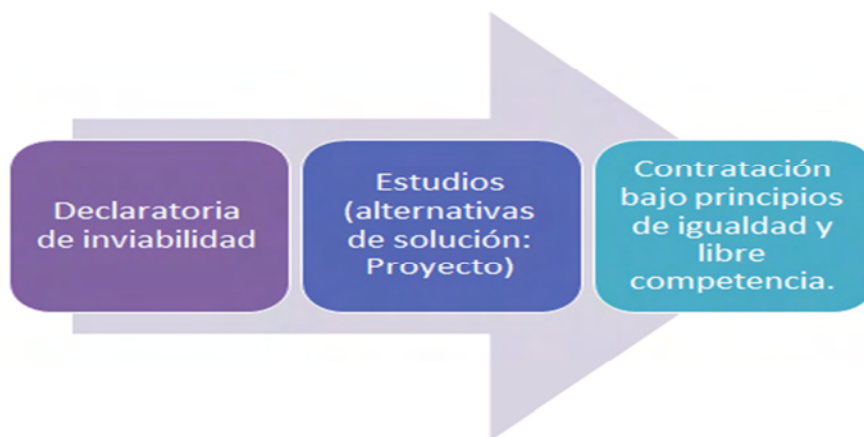 Declaratoria
de inviabilidad
Estudios
(alternativas
de solución:
Proyecto)
Contratación
bajo principios
de igualdad y
libre
competencia.